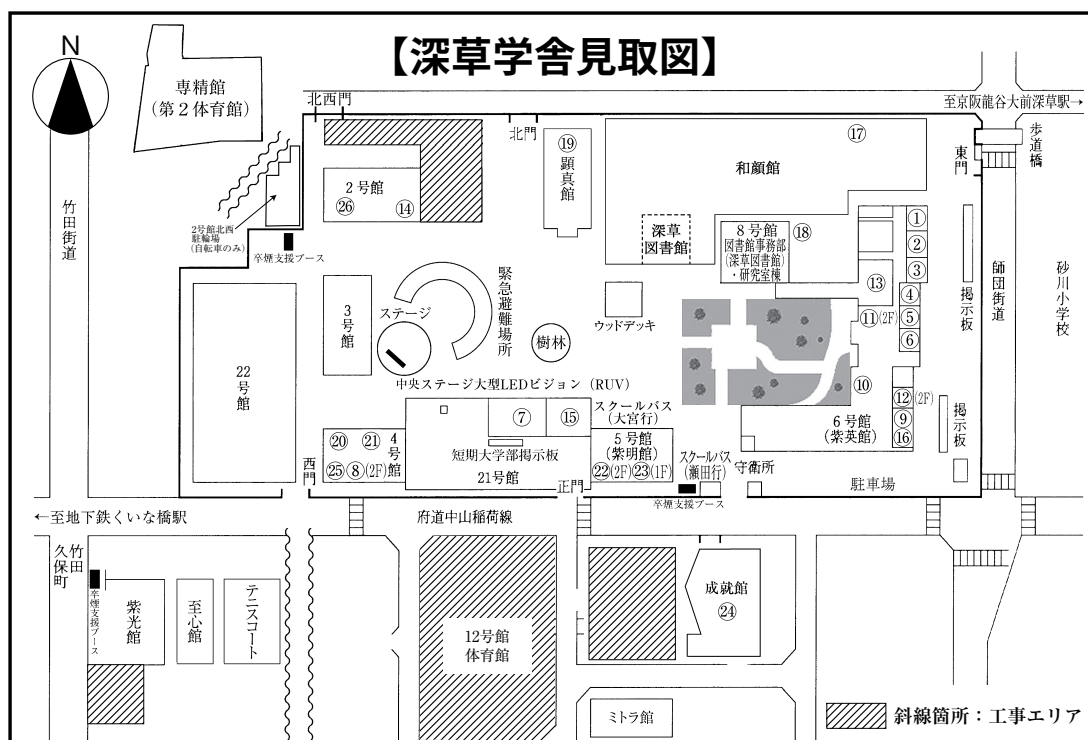 【深草学舎見取図】
N
専精館
(第2体育館)
北西門
北門
至京阪龍谷大前深草駅→
歩道橋
東門
⑲
顕真館
⑰
和顔館
2号館
㉖
⑭
竹田街道
2号館北西
駐輪場
(自転車のみ)
卒煙支援ブース
深草
図書館
8号館
図書館事務部
(深草図書館)
・研究室棟
⑱
①
②
③
④
⑤
⑥
⑬
⑪(2F)
掲示板
師団街道
砂川小学校
3号館
ステージ
緊急避難場所
ウッドデッキ
樹林
22号館
中央ステージ大型LEDビジョン(RUV)
⑦
⑮
スクールバス
(大宮行)
⑩
⑫(2F)
⑨
⑯
掲示板
6号館
(紫英館)
⑳
㉑
4号館
㉕
⑧(2F)
短期大学部掲示板
21号館
5号館
(紫明館)
㉒(2F)㉓(1F)
スクールバス
(瀬田行)
守衛所
駐車場
西門
正門
卒煙支援ブース
←至地下鉄くいな橋駅
府道中山稲荷線
竹田
久保町
卒煙支援ブース
紫光館
至心館
テニスコート
12号館
体育館
成就館
㉔
ミトラ館
斜線箇所：工事エリア